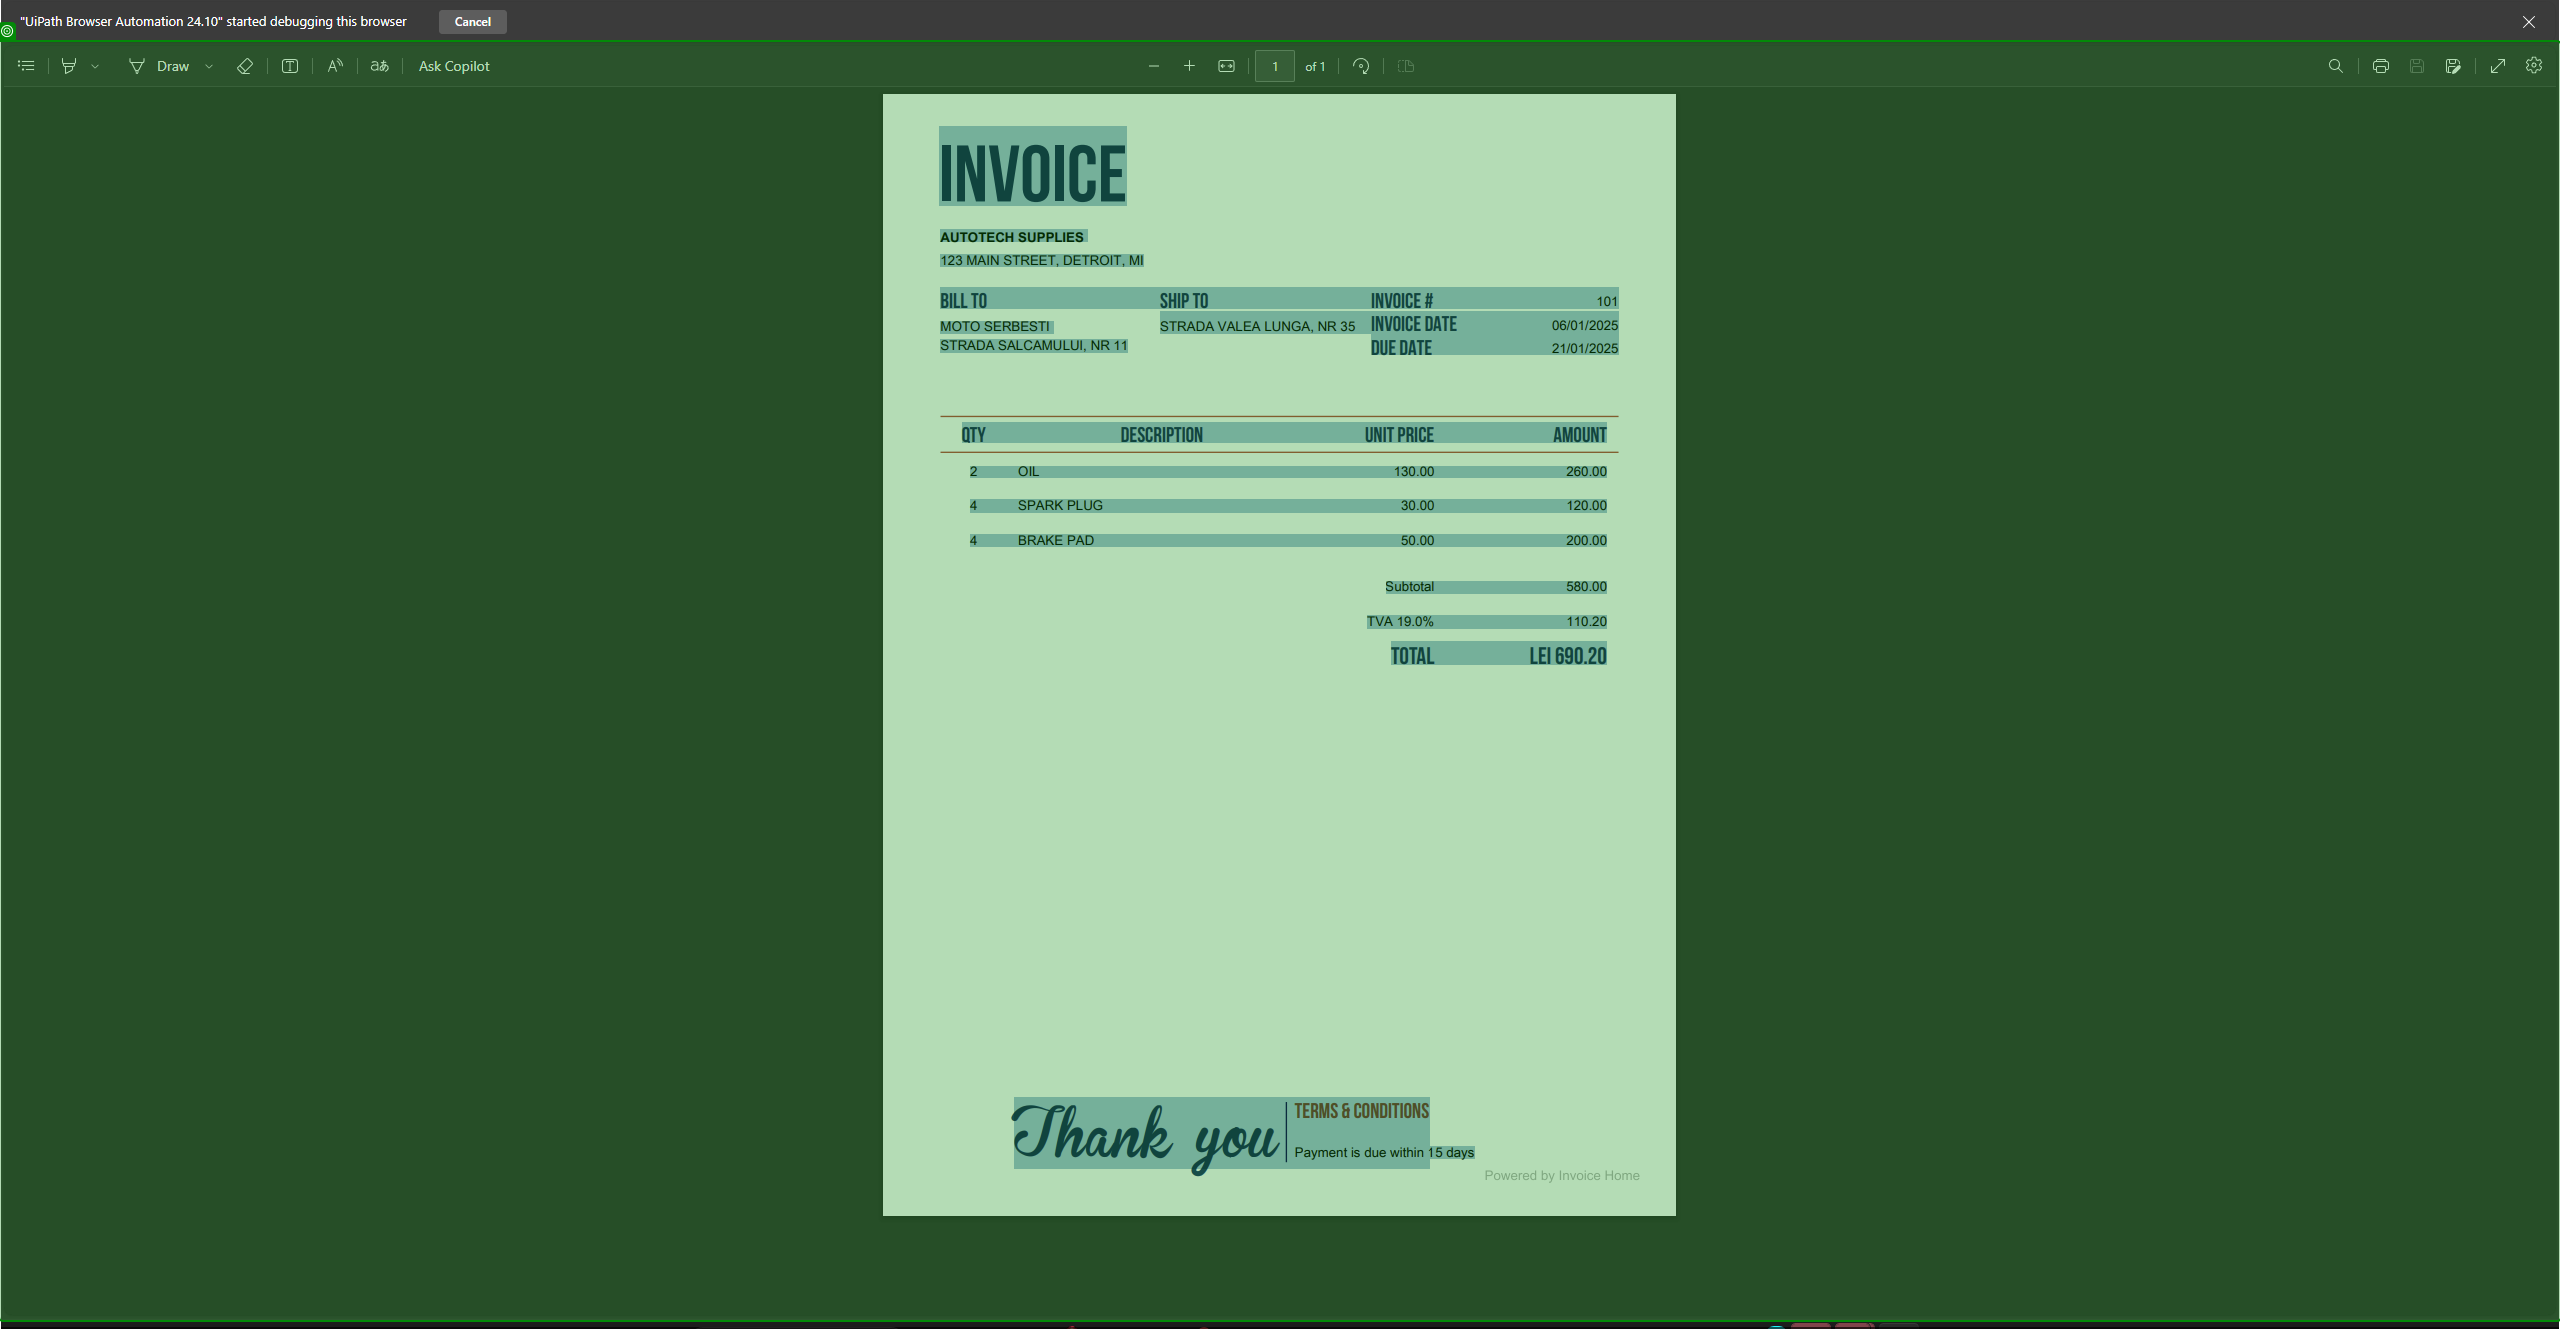 "UiPath Browser Automation 24.10" started debugging this browser Cancel
Draw aあ Ask Copilot 1 of 1
INVOICE
AUTOTECH SUPPLIES
123 MAIN STREET, DETROIT, MI
BILL TO SHIP TO INVOICE # 101
MOTO SERBESTI STRADA VALEA LUNGA, NR 35 INVOICE DATE 06/01/2025
STRADA SALCAMULUI, NR 11 DUE DATE 21/01/2025
QTY DESCRIPTION UNIT PRICE AMOUNT
2 OIL 130.00 260.00
4 SPARK PLUG 30.00 120.00
4 BRAKE PAD 50.00 200.00
Subtotal 580.00
TVA 19.0% 110.20
TOTAL LEI 690.20
Thank you
TERMS & CONDITIONS
Payment is due within 15 days
Powered by Invoice Home